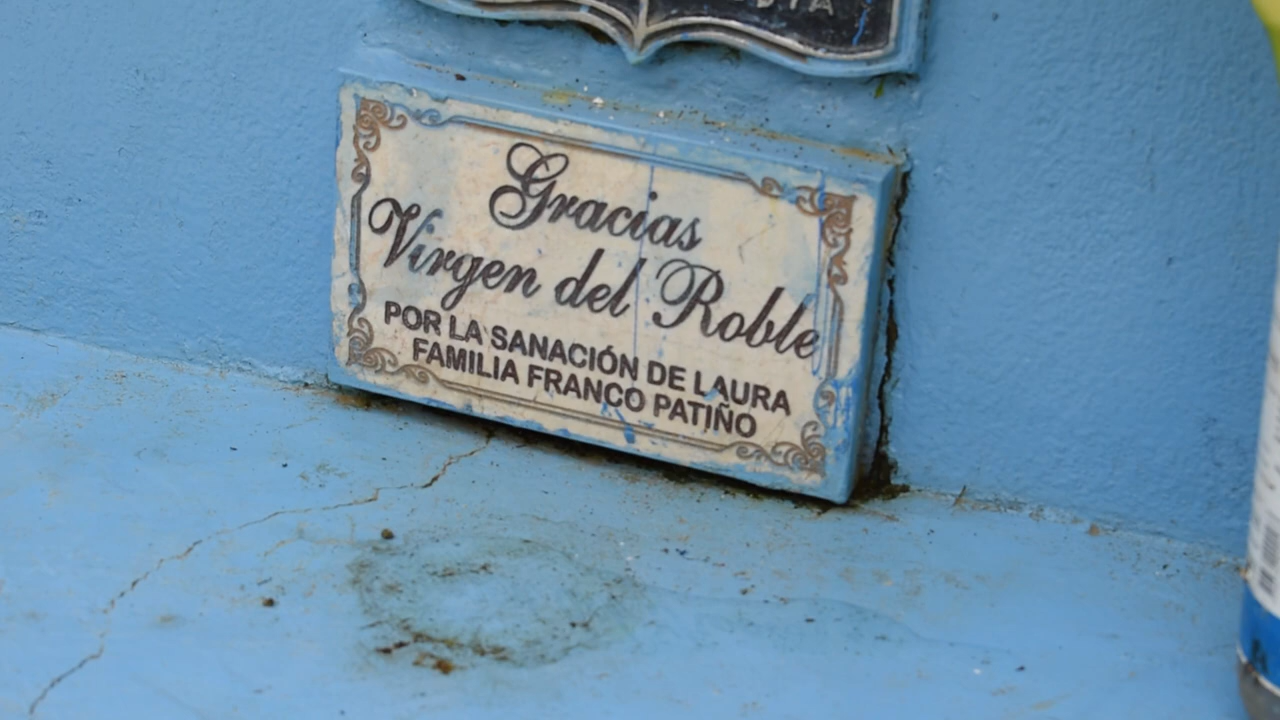 Gracias
Virgen del Roble
POR LA SANACIÓN DE LAURA
FAMILIA FRANCO PATIÑO